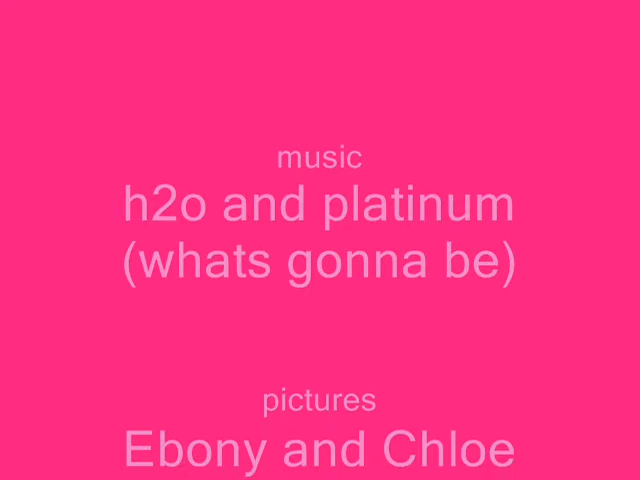 music
h2o and platinum
(whats gonna be)
pictures
Ebony and Chloe